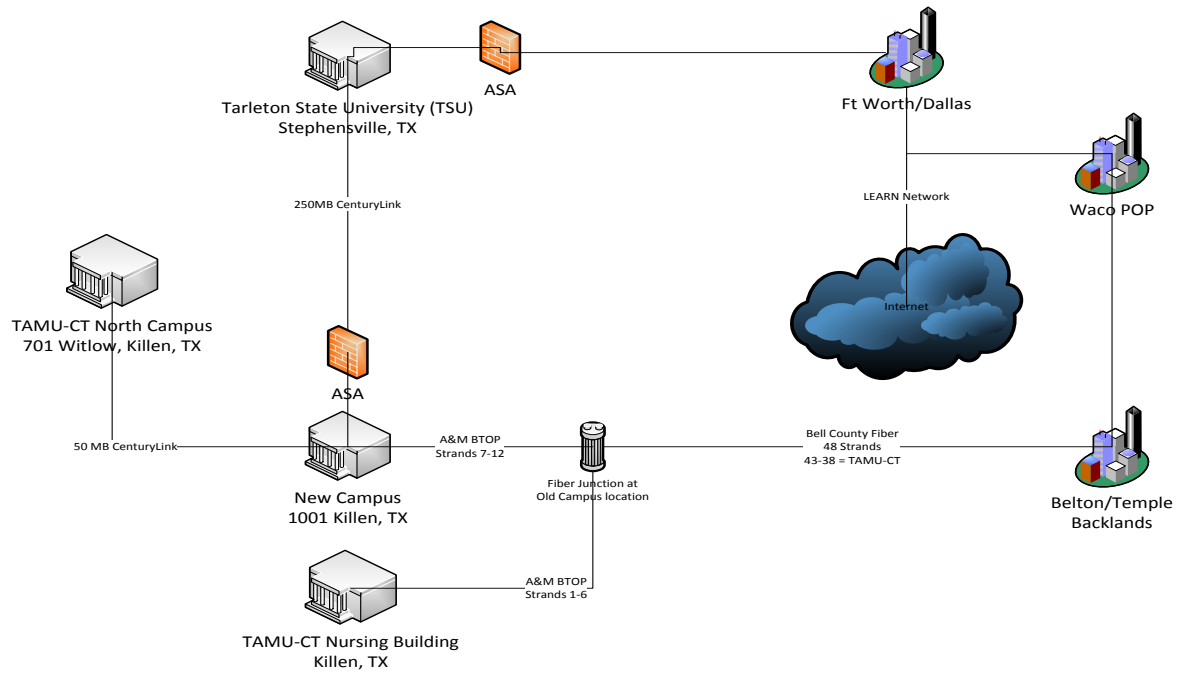 ASA
Ft Worth/Dallas
Tarleton State University (TSU)
Stephensville, TX
Waco POP
LEARN Network
250MB CenturyLink
Internet
TAMU-CT North Campus
701 Witlow, Killen, TX
ASA
50 MB CenturyLink
A&M BTOP
Strands 7-12
Bell County Fiber
48 Strands
43-38 = TAMU-CT
Fiber Junction at
Old Campus location
New Campus
1001 Killen, TX
Belton/Temple
Backlands
A&M BTOP
Strands 1-6
TAMU-CT Nursing Building
Killen, TX